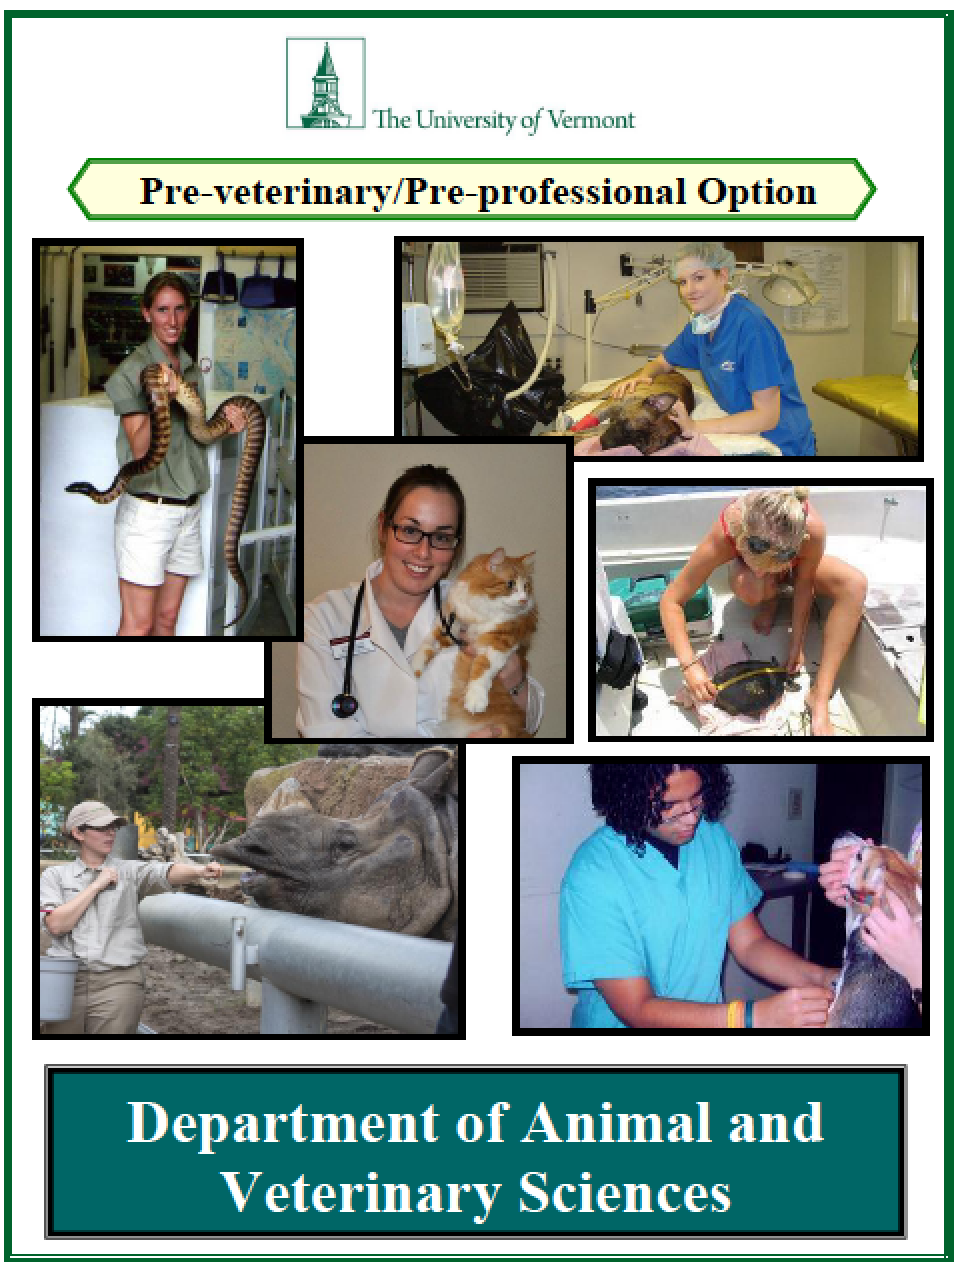 The University of Vermont
Pre-veterinary/Pre-professional Option
Department of Animal and
Veterinary Sciences